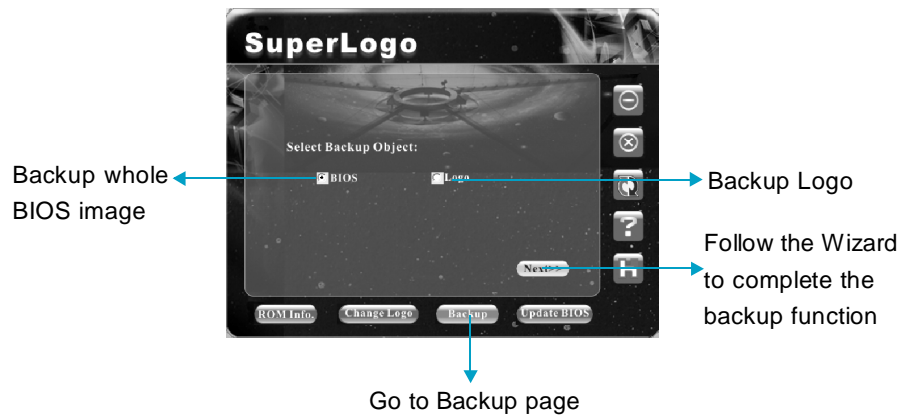 SuperLogo
Select Backup Object:
BIOS
Logo
Backup whole
BIOS image
Backup Logo
?
Follow the Wizard
to complete the
backup function
H
Next>>
ROM Info.
Change Logo
Backup
Update BIOS
Go to Backup page